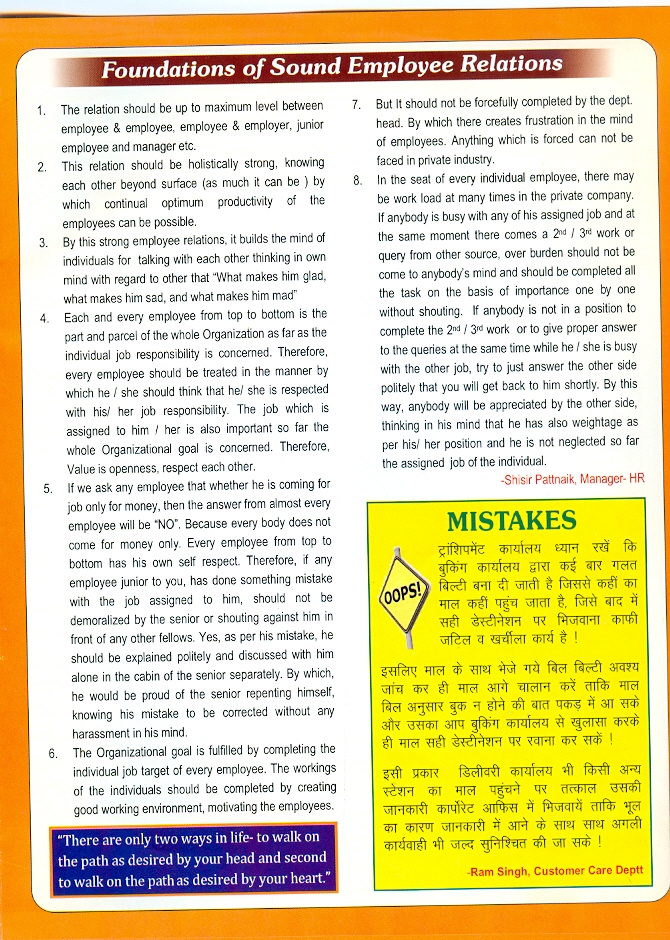 Foundations of Sound Employee Relations
1. The relation should be up to maximum level between
employee & employee, employee & employer, junior
employee and manager etc.
2. This relation should be holistically strong, knowing
each other beyond surface (as much it can be ) by
which continual optimum productivity of the
employees can be possible.
3. By this strong employee relations, it builds the mind of
individuals for talking with each other thinking in own
mind with regard to other that “What makes him glad,
what makes him sad, and what makes him mad”
4. Each and every employee from top to bottom is the
part and parcel of the whole Organization as far as the
individual job responsibility is concerned. Therefore,
every employee should be treated in the manner by
which he / she should think that he/ she is respected
with his/ her job responsibility. The job which is
assigned to him / her is also important so far the
whole Organizational goal is concerned. Therefore,
Value is openness, respect each other.
5. If we ask any employee that whether he is coming for
job only for money, then the answer from almost every
employee will be “NO”. Because every body does not
come for money only. Every employee from top to
bottom has his own self respect. Therefore, if any
employee junior to you, has done something mistake
with the job assigned to him, should not be
demoralized by the senior or shouting against him in
front of any other fellows. Yes, as per his mistake, he
should be explained politely and discussed with him
alone in the cabin of the senior separately. By which,
he would be proud of the senior repenting himself,
knowing his mistake to be corrected without any
harassment in his mind.
6. The Organizational goal is fulfilled by completing the
individual job target of every employee. The workings
of the individuals should be completed by creating
good working environment, motivating the employees.
“There are only two ways in life- to walk on
the path as desired by your head and second
to walk on the path as desired by your heart.”
7. But It should not be forcefully completed by the dept.
head. By which there creates frustration in the mind
of employees. Anything which is forced can not be
faced in private industry.
8. In the seat of every individual employee, there may
be work load at many times in the private company.
If anybody is busy with any of his assigned job and at
the same moment there comes a 2nd / 3rd work or
query from other source, over burden should not be
come to anybody’s mind and should be completed all
the task on the basis of importance one by one
without shouting. If anybody is not in a position to
complete the 2nd / 3rd work or to give proper answer
to the queries at the same time while he / she is busy
with the other job, try to just answer the other side
politely that you will get back to him shortly. By this
way, anybody will be appreciated by the other side,
thinking in his mind that he has also weightage as
per his/ her position and he is not neglected so far
the assigned job of the individual.
-Shisir Pattnaik, Manager- HR
MISTAKES
OOPS!
ट्रांशिपमेंट कार्यालय ध्यान रखें कि
बुकिंग कार्यालय द्वारा कई बार गलत
बिल्टी बना दी जाती है जिससे कहीं का
माल कहीं पहुंच जाता है, जिसे बाद में
सही डेस्टीनेशन पर भिजवाना काफी
जटिल व खर्चीला कार्य है !
इसलिए माल के साथ भेजे गये बिल बिल्टी अवश्य
जांच कर ही माल आगे चालान करें ताकि माल
बिल अनुसार बुक न होने की बात पकड़ में आ सके
और उसका आप बुकिंग कार्यालय से खुलासा करके
ही माल सही डेस्टीनेशन पर रवाना कर सकें !
इसी प्रकार डिलीवरी कार्यालय भी किसी अन्य
स्टेशन का माल पहुंचने पर तत्काल उसकी
जानकारी कार्पोरेट आफिस में भिजवायें ताकि भूल
का कारण जानकारी में आने के साथ साथ अगली
कार्यवाही भी जल्द सुनिश्चित की जा सके !
-Ram Singh, Customer Care Deptt